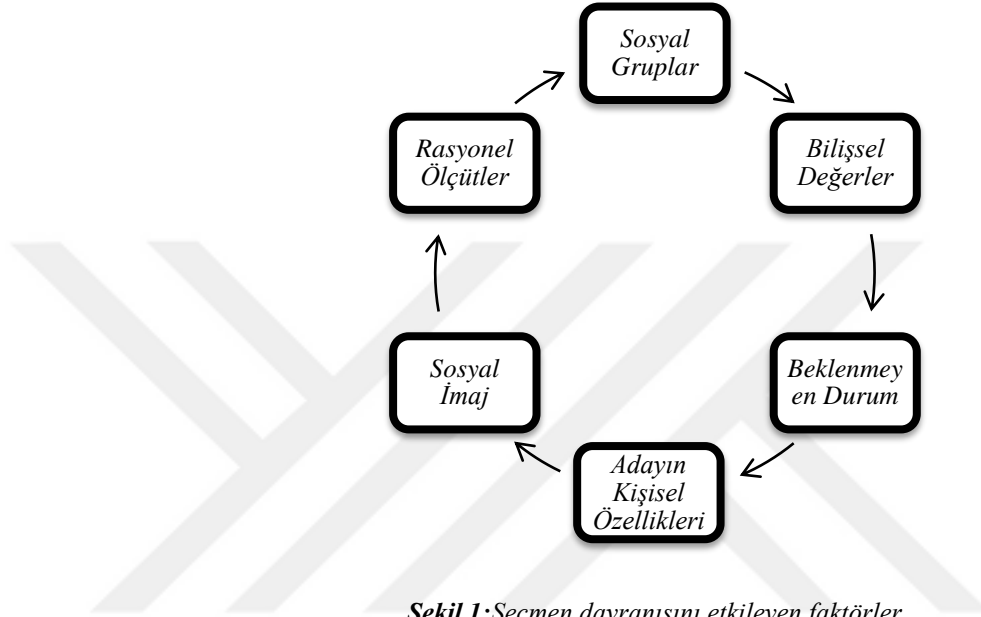 Sosyal
Gruplar
Bilişsel
Değerler
Beklenmey
en Durum
Adayın
Kişisel
Özellikleri
Sosyal
İmaj
Rasyonel
Ölçütler
Şekil 1:Seçmen davranışını etkileyen faktörler